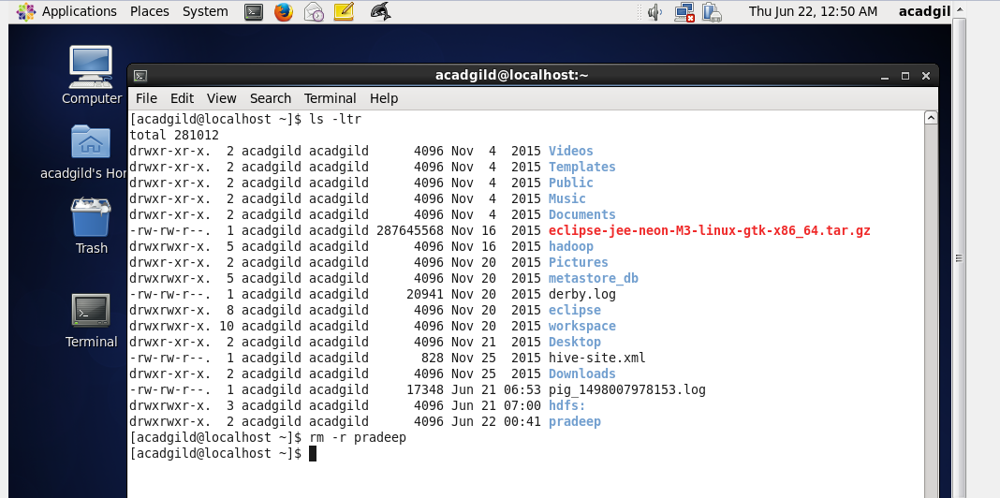 Applications Places System Thu Jun 22, 12:50 AM acadgil
Computer
acadgild's Hor
Trash
Terminal
acadgild@localhost:~
File Edit View Search Terminal Help
[acadgild@localhost ~]$ ls -ltr
total 281012
drwxr-xr-x.  2 acadgild acadgild      4096 Nov  4  2015 Videos
drwxr-xr-x.  2 acadgild acadgild      4096 Nov  4  2015 Templates
drwxr-xr-x.  2 acadgild acadgild      4096 Nov  4  2015 Public
drwxr-xr-x.  2 acadgild acadgild      4096 Nov  4  2015 Music
drwxr-xr-x.  2 acadgild acadgild      4096 Nov  4  2015 Documents
-rw-rw-r--.  1 acadgild acadgild 287645568 Nov 16  2015 eclipse-jee-neon-M3-linux-gtk-x86_64.tar.gz
drwxrwxr-x.  5 acadgild acadgild      4096 Nov 16  2015 hadoop
drwxr-xr-x.  2 acadgild acadgild      4096 Nov 20  2015 Pictures
drwxrwxr-x.  5 acadgild acadgild      4096 Nov 20  2015 metastore_db
-rw-rw-r--.  1 acadgild acadgild     20941 Nov 20  2015 derby.log
drwxrwxr-x.  8 acadgild acadgild      4096 Nov 20  2015 eclipse
drwxrwxr-x. 10 acadgild acadgild      4096 Nov 20  2015 workspace
drwxr-xr-x.  2 acadgild acadgild      4096 Nov 21  2015 Desktop
-rw-rw-r--.  1 acadgild acadgild       828 Nov 25  2015 hive-site.xml
drwxr-xr-x.  2 acadgild acadgild      4096 Nov 25  2015 Downloads
-rw-rw-r--.  1 acadgild acadgild     17348 Jun 21 06:53 pig_1498007978153.log
drwxrwxr-x.  3 acadgild acadgild      4096 Jun 21 07:00 hdfs:
drwxrwxr-x.  2 acadgild acadgild      4096 Jun 22 00:41 pradeep
[acadgild@localhost ~]$ rm -r pradeep
[acadgild@localhost ~]$